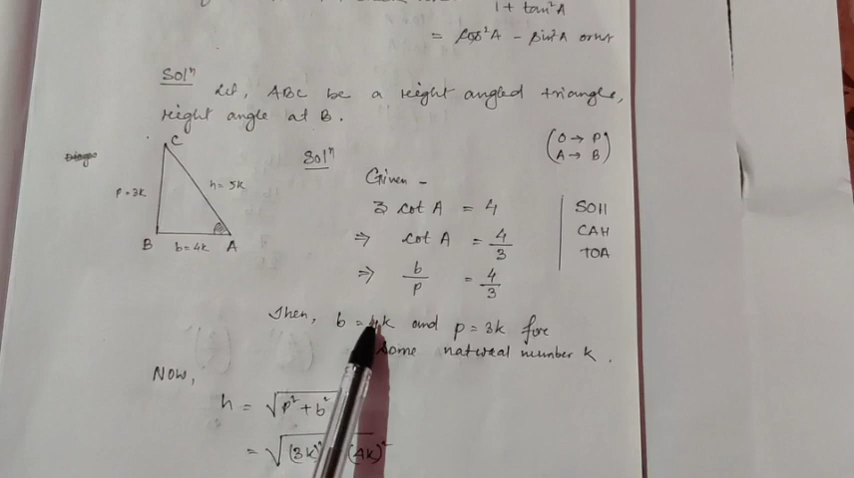 1 + tan²A
= cos²A - sin²A or not
Solⁿ Let, ABC be a right angled triangle,
right angle at B.
C
P = 3k
h = 5k
B
b = 4k
A
Solⁿ
(O → P
A → B)
Given -
3 cot A = 4
⇒ cot A = 4/3
⇒ b/P = 4/3
SOH
CAH
TOA
Then, b = 4k and p = 3k for
some natural number k.
Now,
h = √P² + b²
= √(3k)² (4k)²